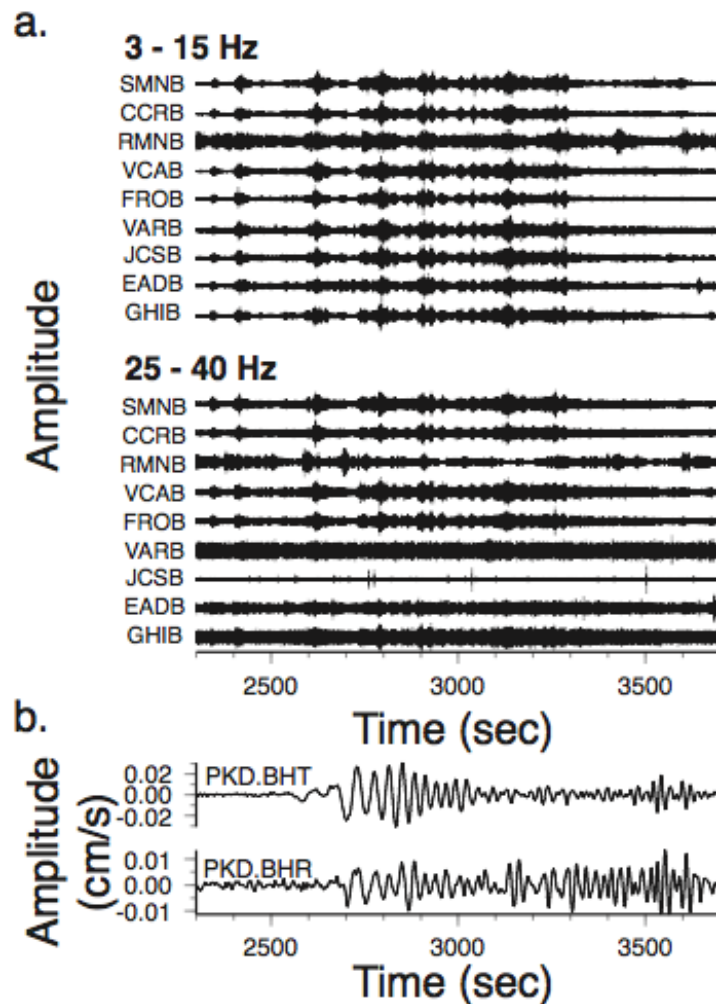 a.
3 - 15 Hz
SMNB
CCRB
RMNB
VCAB
FROB
VARB
JCSB
EADB
GHIB
25 - 40 Hz
SMNB
CCRB
RMNB
VCAB
FROB
VARB
JCSB
EADB
GHIB
Amplitude
2500 3000 3500
Time (sec)
b.
Amplitude
(cm/s)
0.02
0.00
-0.02
PKD.BHT
0.01
0.00
-0.01
PKD.BHR
2500 3000 3500
Time (sec)